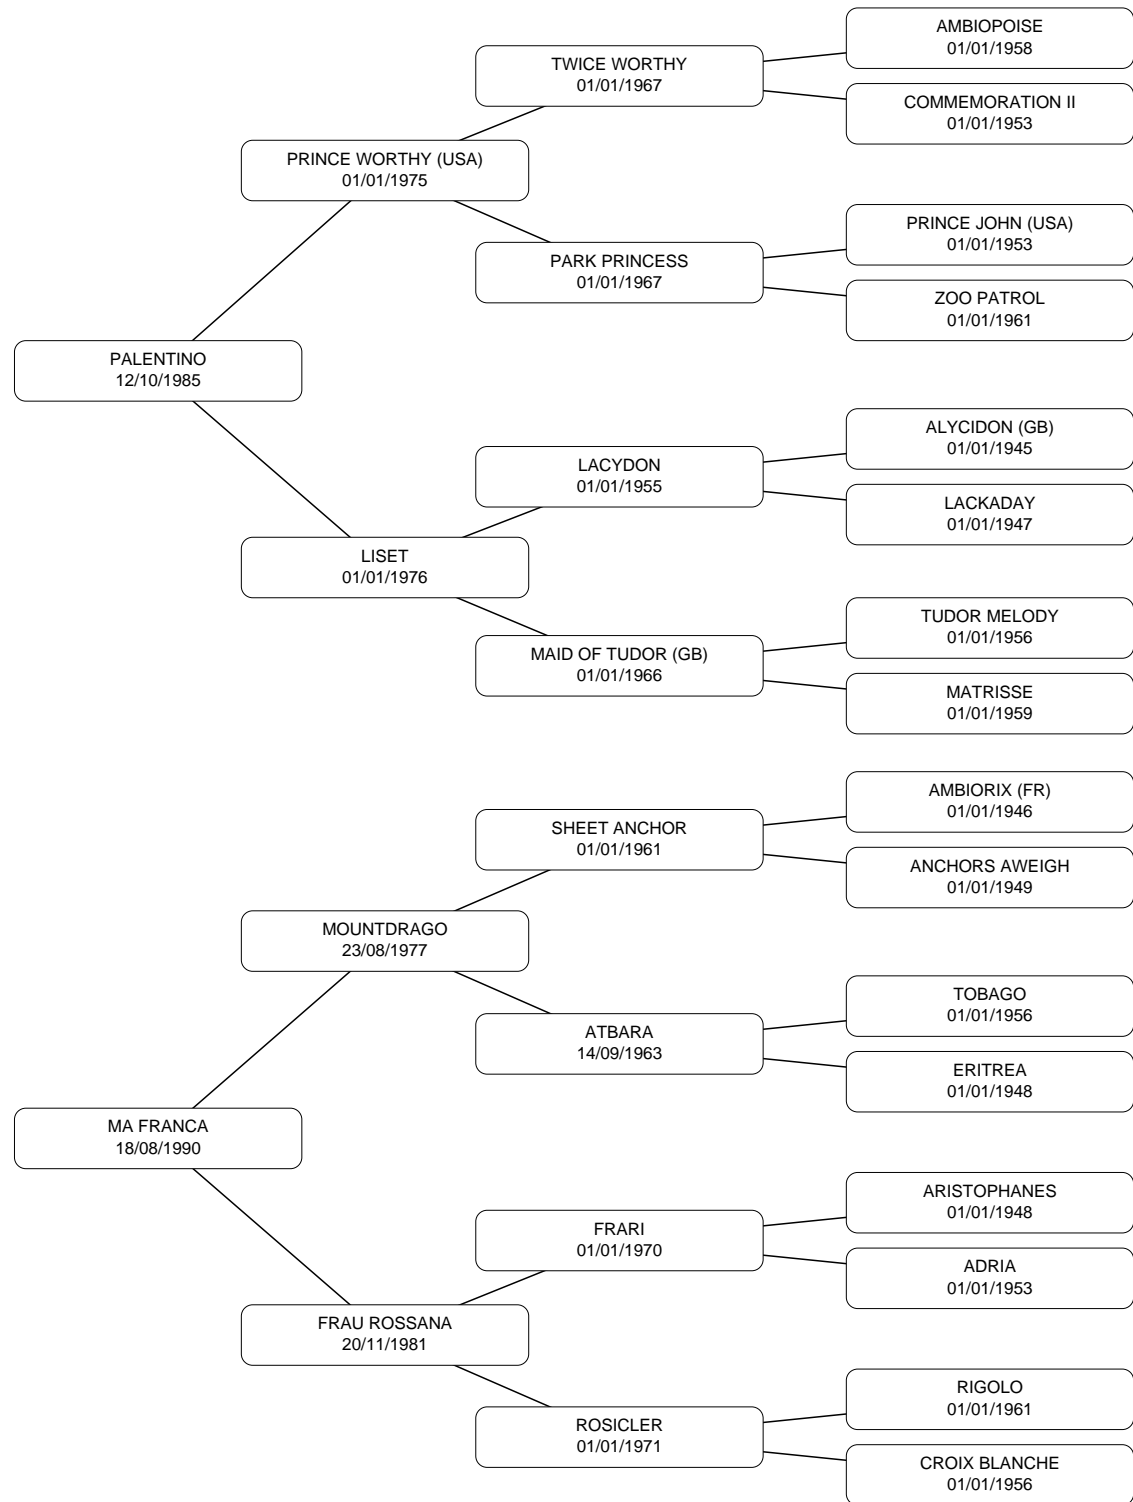 AMBIOPOISE
01/01/1958
TWICE WORTHY
01/01/1967
COMMEMORATION II
01/01/1953
PRINCE WORTHY (USA)
01/01/1975
PRINCE JOHN (USA)
01/01/1953
PARK PRINCESS
01/01/1967
ZOO PATROL
01/01/1961
PALENTINO
12/10/1985
ALYCIDON (GB)
01/01/1945
LACYDON
01/01/1955
LACKADAY
01/01/1947
LISET
01/01/1976
TUDOR MELODY
01/01/1956
MAID OF TUDOR (GB)
01/01/1966
MATRISSE
01/01/1959
AMBIORIX (FR)
01/01/1946
SHEET ANCHOR
01/01/1961
ANCHORS AWEIGH
01/01/1949
MOUNTDRAGO
23/08/1977
TOBAGO
01/01/1956
ATBARA
14/09/1963
ERITREA
01/01/1948
MA FRANCA
18/08/1990
ARISTOPHANES
01/01/1948
FRARI
01/01/1970
ADRIA
01/01/1953
FRAU ROSSANA
20/11/1981
RIGOLO
01/01/1961
ROSICLER
01/01/1971
CROIX BLANCHE
01/01/1956